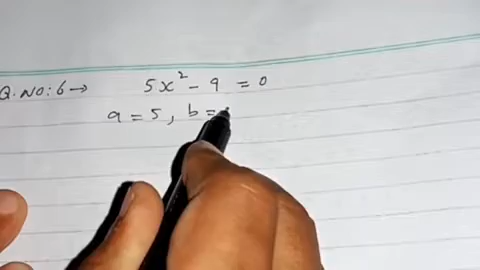 Q.NO:6→ 5x² - 9 = 0
a = 5, b =